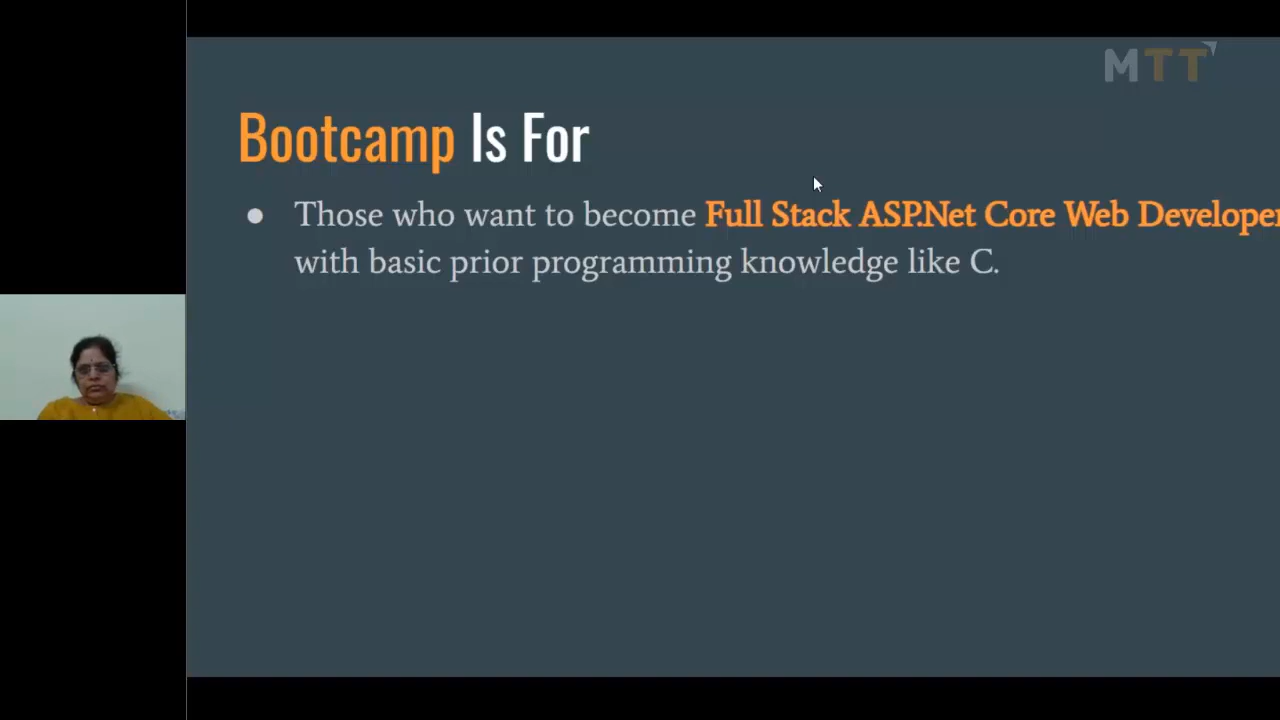 MTT
Bootcamp Is For
● Those who want to become Full Stack ASP.Net Core Web Developer
with basic prior programming knowledge like C.